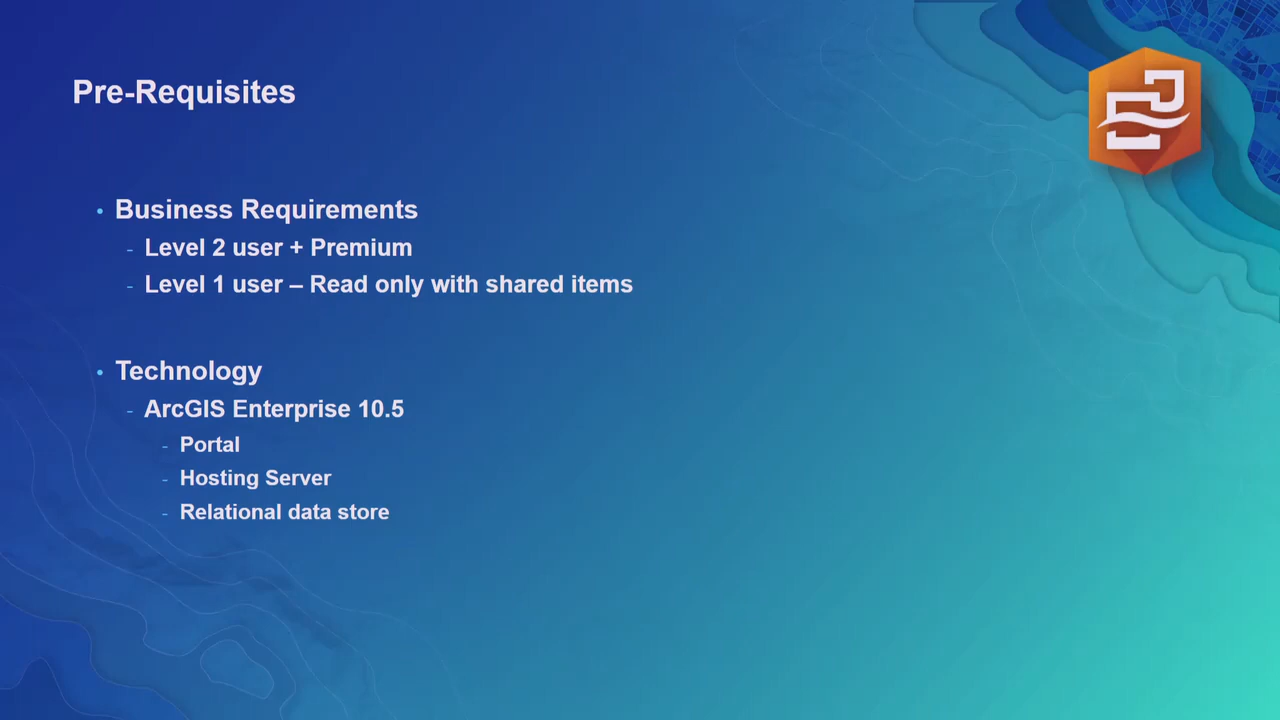 Pre-Requisites
• Business Requirements
- Level 2 user + Premium
- Level 1 user – Read only with shared items
• Technology
- ArcGIS Enterprise 10.5
- Portal
- Hosting Server
- Relational data store